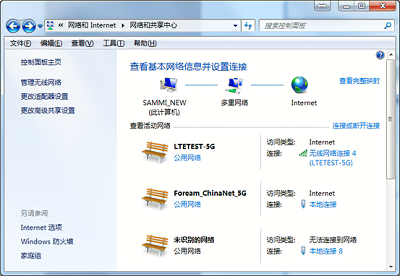 网络和 Internet ▸ 网络和共享中心
搜索控制面板
文件(F) 编辑(E) 查看(V) 工具(T) 帮助(H)
控制面板主页
管理无线网络
更改适配器设置
更改高级共享设置
查看基本网络信息并设置连接
查看完整映射
SAMMI_NEW
(此计算机)
多重网络
Internet
查看活动网络
连接或断开连接
LTETEST-5G
公用网络
访问类型: Internet
连接: 无线网络连接 4
(LTETEST-5G)
Foream_ChinaNet_5G
公用网络
访问类型: Internet
连接: 本地连接
未识别的网络
公用网络
访问类型: 无法连接到网络
连接: 本地连接 8
另请参阅
Internet 选项
Windows 防火墙
家庭组